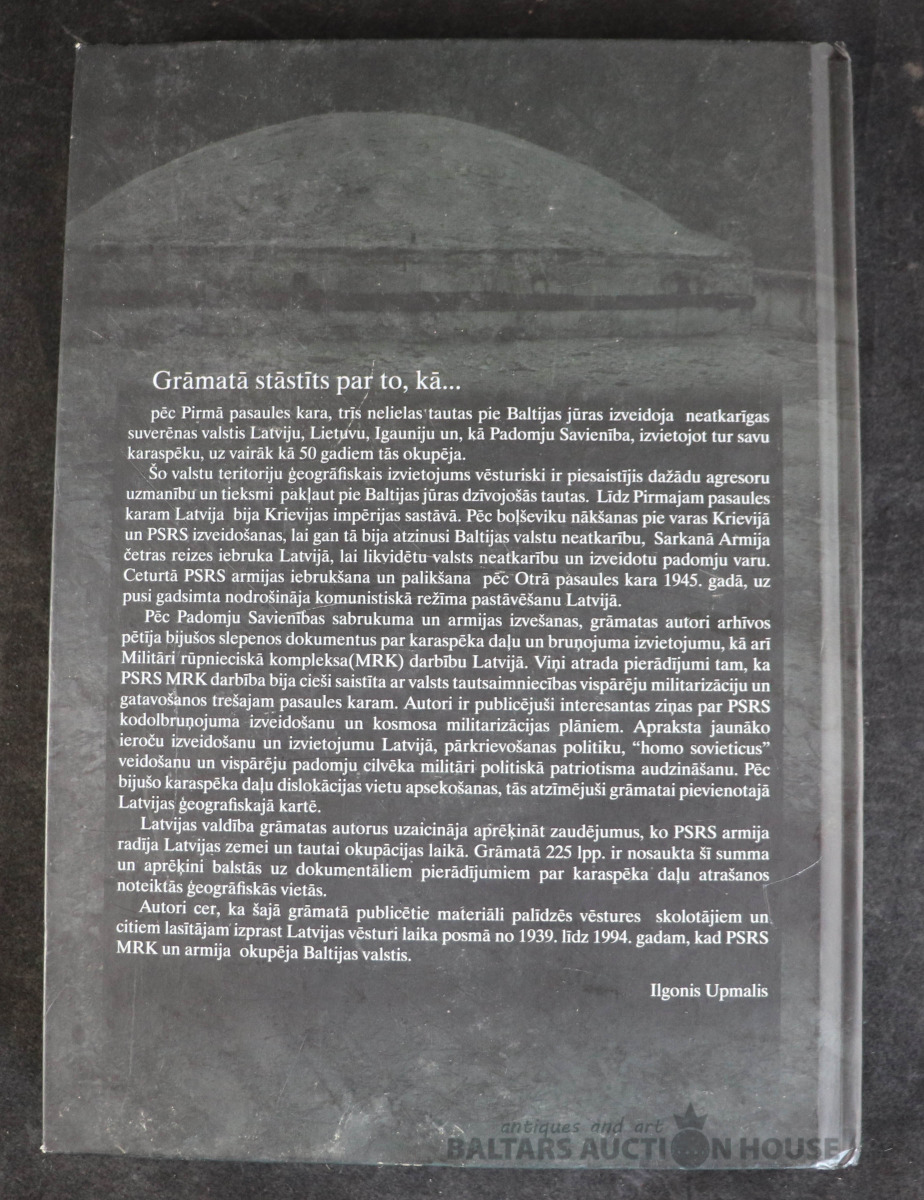 Grāmatā stāstīts par to, kā...
pēc Pirmā pasaules kara, trīs nelielas tautas pie Baltijas jūras izveidoja neatkarīgas
suverēnas valstis Latviju, Lietuvu, Igauniju un, kā Padomju Savienība, izvietojot tur savu
karaspēku, uz vairāk kā 50 gadiem tās okupēja.
Šo valstu teritoriju ģeogrāfiskais izvietojums vēsturiski ir piesaistījis dažādu agresoru
uzmanību un tieksmi pakļaut pie Baltijas jūras dzīvojošās tautas. Līdz Pirmajam pasaules
karam Latvija bija Krievijas impērijas sastāvā. Pēc boļševiku nākšanas pie varas Krievijā
un PSRS izveidošanas, lai gan tā bija atzinusi Baltijas valstu neatkarību, Sarkanā Armija
četras reizes iebruka Latvijā, lai likvidētu valsts neatkarību un izveidotu padomju varu.
Ceturtā PSRS armijas iebrukšana un palikšana pēc Otrā pasaules kara 1945. gadā, uz
pusi gadsimta nodrošināja komunistiskā režīma pastāvēšanu Latvijā.
Pēc Padomju Savienības sabrukuma un armijas izvešanas, grāmatas autori arhīvos
pētīja bijušos slepenos dokumentus par karaspēka daļu un bruņojuma izvietojumu, kā arī
Militāri rūpnieciskā kompleksa(MRK) darbību Latvijā. Viņi atrada pierādījumi tam, ka
PSRS MRK darbība bija cieši saistīta ar valsts tautsaimniecības vispārēju militarizāciju un
gatavošanos trešajam pasaules karam. Autori ir publicējuši interesantas ziņas par PSRS
kodolbruņojuma izveidošanu un kosmosa militarizācijas plāniem. Apraksta jaunāko
ieroču izveidošanu un izvietojumu Latvijā, pārkrievošanas politiku, “homo sovieticus”
veidošanu un vispārēju padomju cilvēka militāri politiskā patriotisma audzināšanu. Pēc
bijušo karaspēka daļu dislokācijas vietu apsekošanas, tās atzīmējuši grāmatai pievienotajā
Latvijas ģeografiskajā kartē.
Latvijas valdība grāmatas autorus uzaicināja aprēķināt zaudējumus, ko PSRS armija
radīja Latvijas zemei un tautai okupācijas laikā. Grāmatā 225 lpp. ir nosaukta šī summa
un aprēķini balstās uz dokumentāliem pierādījumiem par karaspēka daļu atrašanos
noteiktās ģeogrāfiskās vietās.
Autori cer, ka šajā grāmatā publicētie materiāli palīdzēs vēstures skolotājiem un
citiem lasītājam izprast Latvijas vēsturi laika posmā no 1939. līdz 1994. gadam, kad PSRS
MRK un armija okupēja Baltijas valstis.
Ilgonis Upmalis
antiques and art
BALTARS AUCTION HOUSE